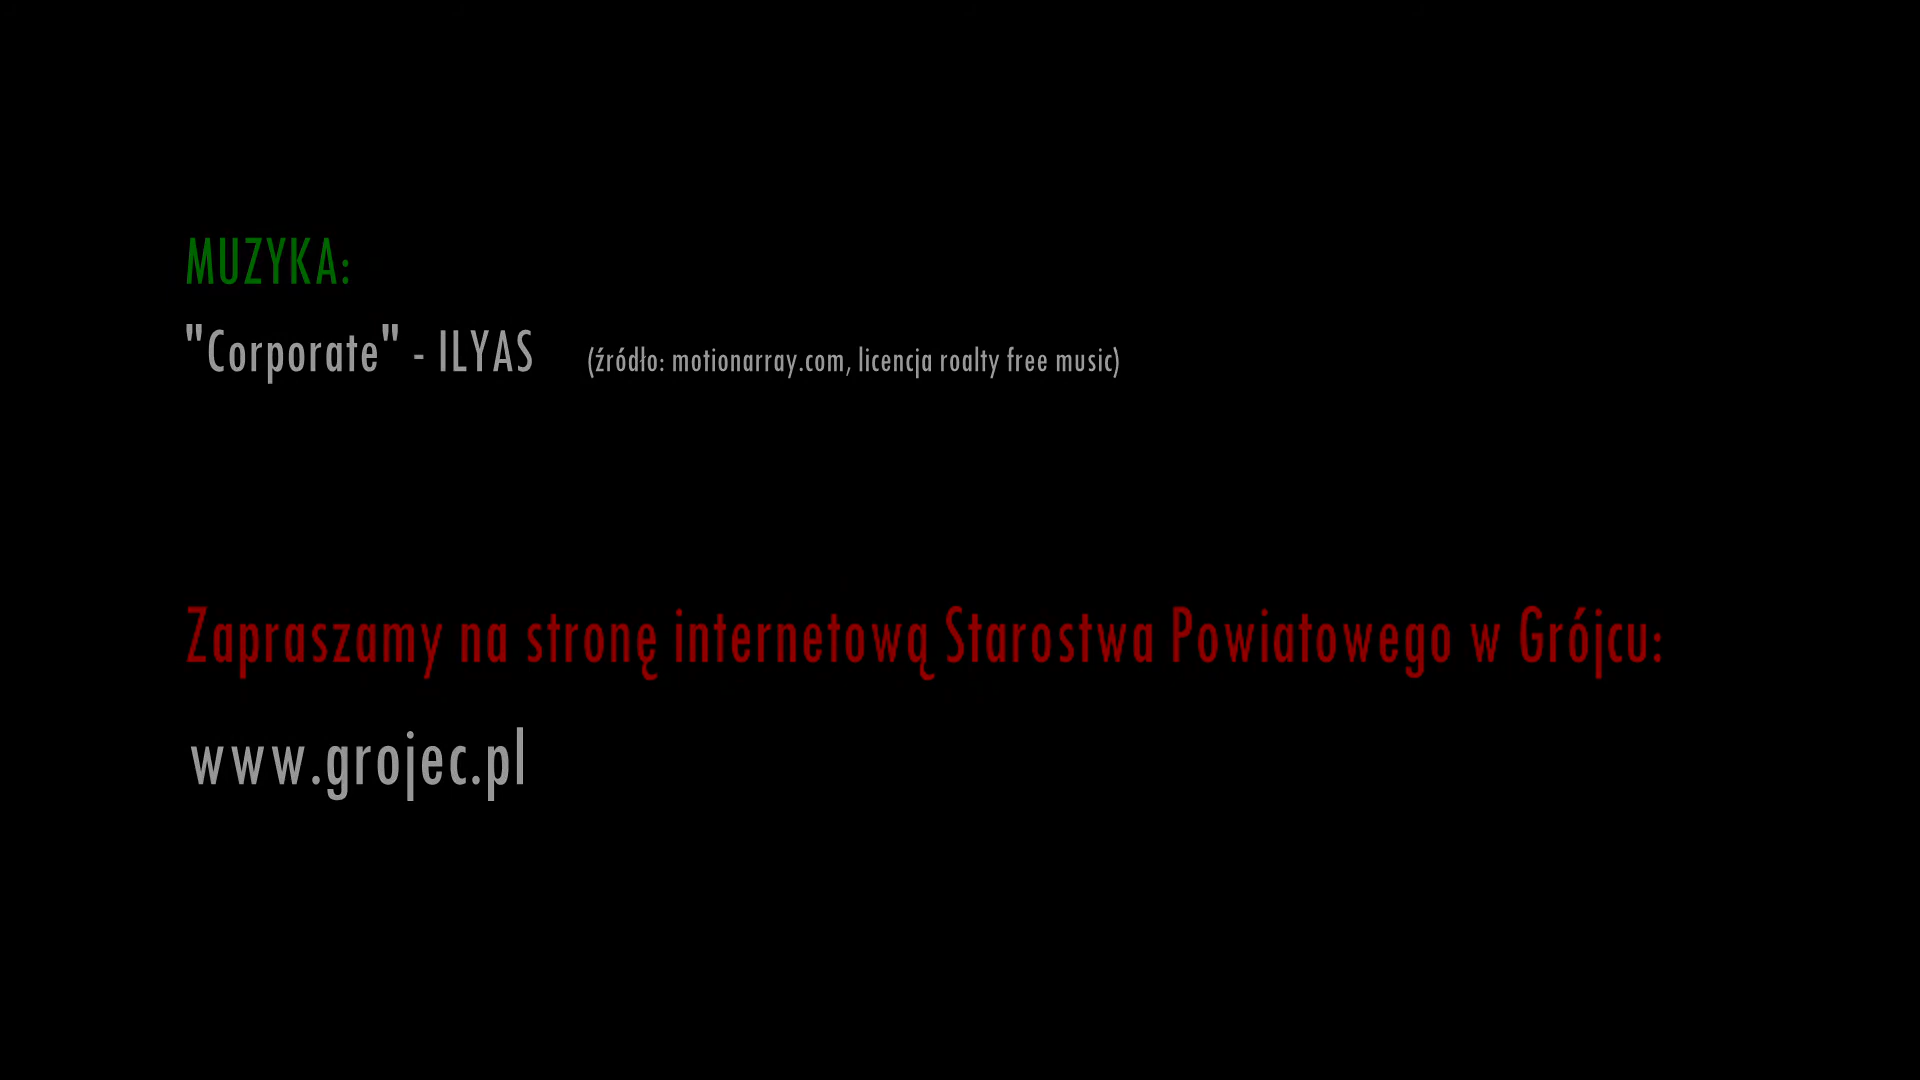 MUZYKA:
"Corporate" - ILYAS (źródło: motionarray.com, licencja roalty free music)
Zapraszamy na stronę internetową Starostwa Powiatowego w Grójcu:
www.grojec.pl